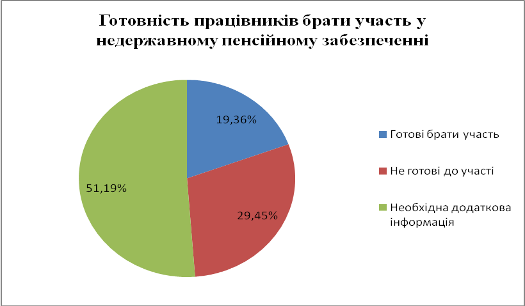 Готовність працівників брати участь у
недержавному пенсійному забезпеченні
19,36%
51,19%
29,45%
Готові брати участь
Не готові до участі
Необхідна додаткова
інформація